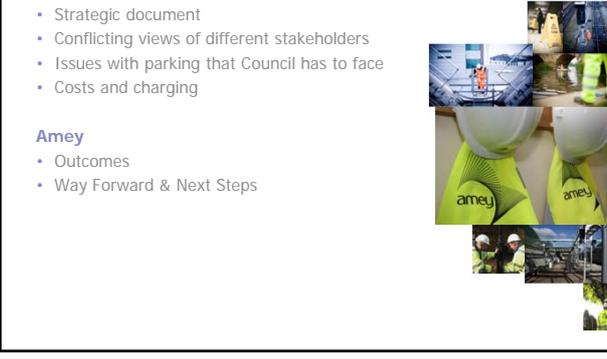 • Strategic document
• Conflicting views of different stakeholders
• Issues with parking that Council has to face
• Costs and charging
Amey
• Outcomes
• Way Forward & Next Steps
amey
amey